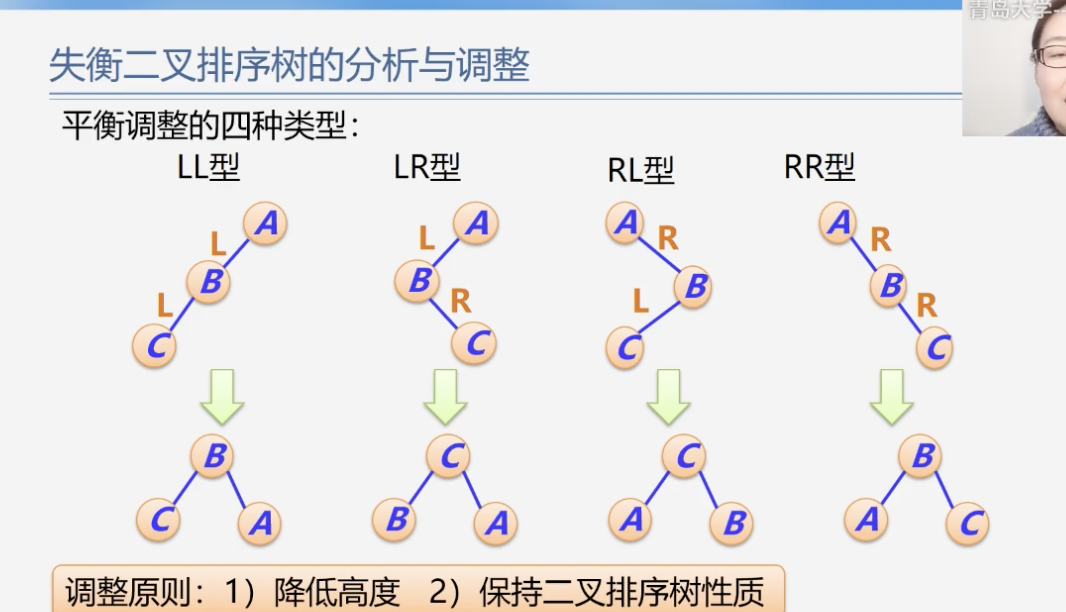 青岛大学-
失衡二叉排序树的分析与调整
平衡调整的四种类型：
LL型 LR型 RL型 RR型
A A A A
L L R R
B B B B
L R L R
C C C C
B C C B
C A B A A B A C
调整原则：1）降低高度 2）保持二叉排序树性质